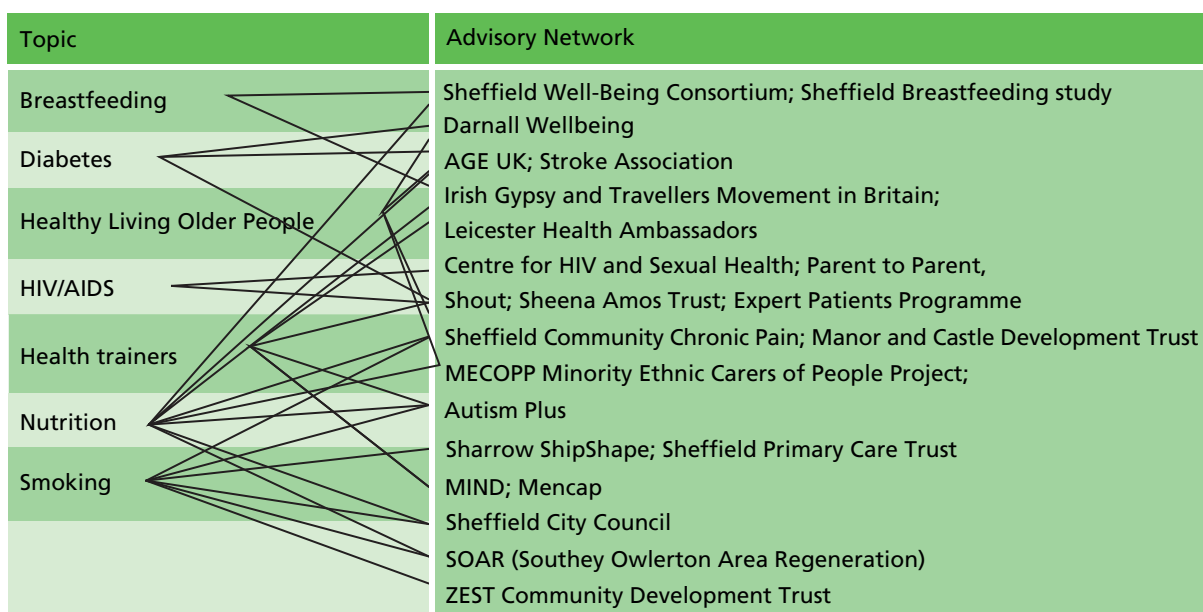 Topic
Advisory Network
Breastfeeding
Diabetes
Healthy Living Older People
HIV/AIDS
Health trainers
Nutrition
Smoking
Sheffield Well-Being Consortium; Sheffield Breastfeeding study
Darnall Wellbeing
AGE UK; Stroke Association
Irish Gypsy and Travellers Movement in Britain;
Leicester Health Ambassadors
Centre for HIV and Sexual Health; Parent to Parent,
Shout; Sheena Amos Trust; Expert Patients Programme
Sheffield Community Chronic Pain; Manor and Castle Development Trust
MECOPP Minority Ethnic Carers of People Project;
Autism Plus
Sharrow ShipShape; Sheffield Primary Care Trust
MIND; Mencap
Sheffield City Council
SOAR (Southey Owlerton Area Regeneration)
ZEST Community Development Trust